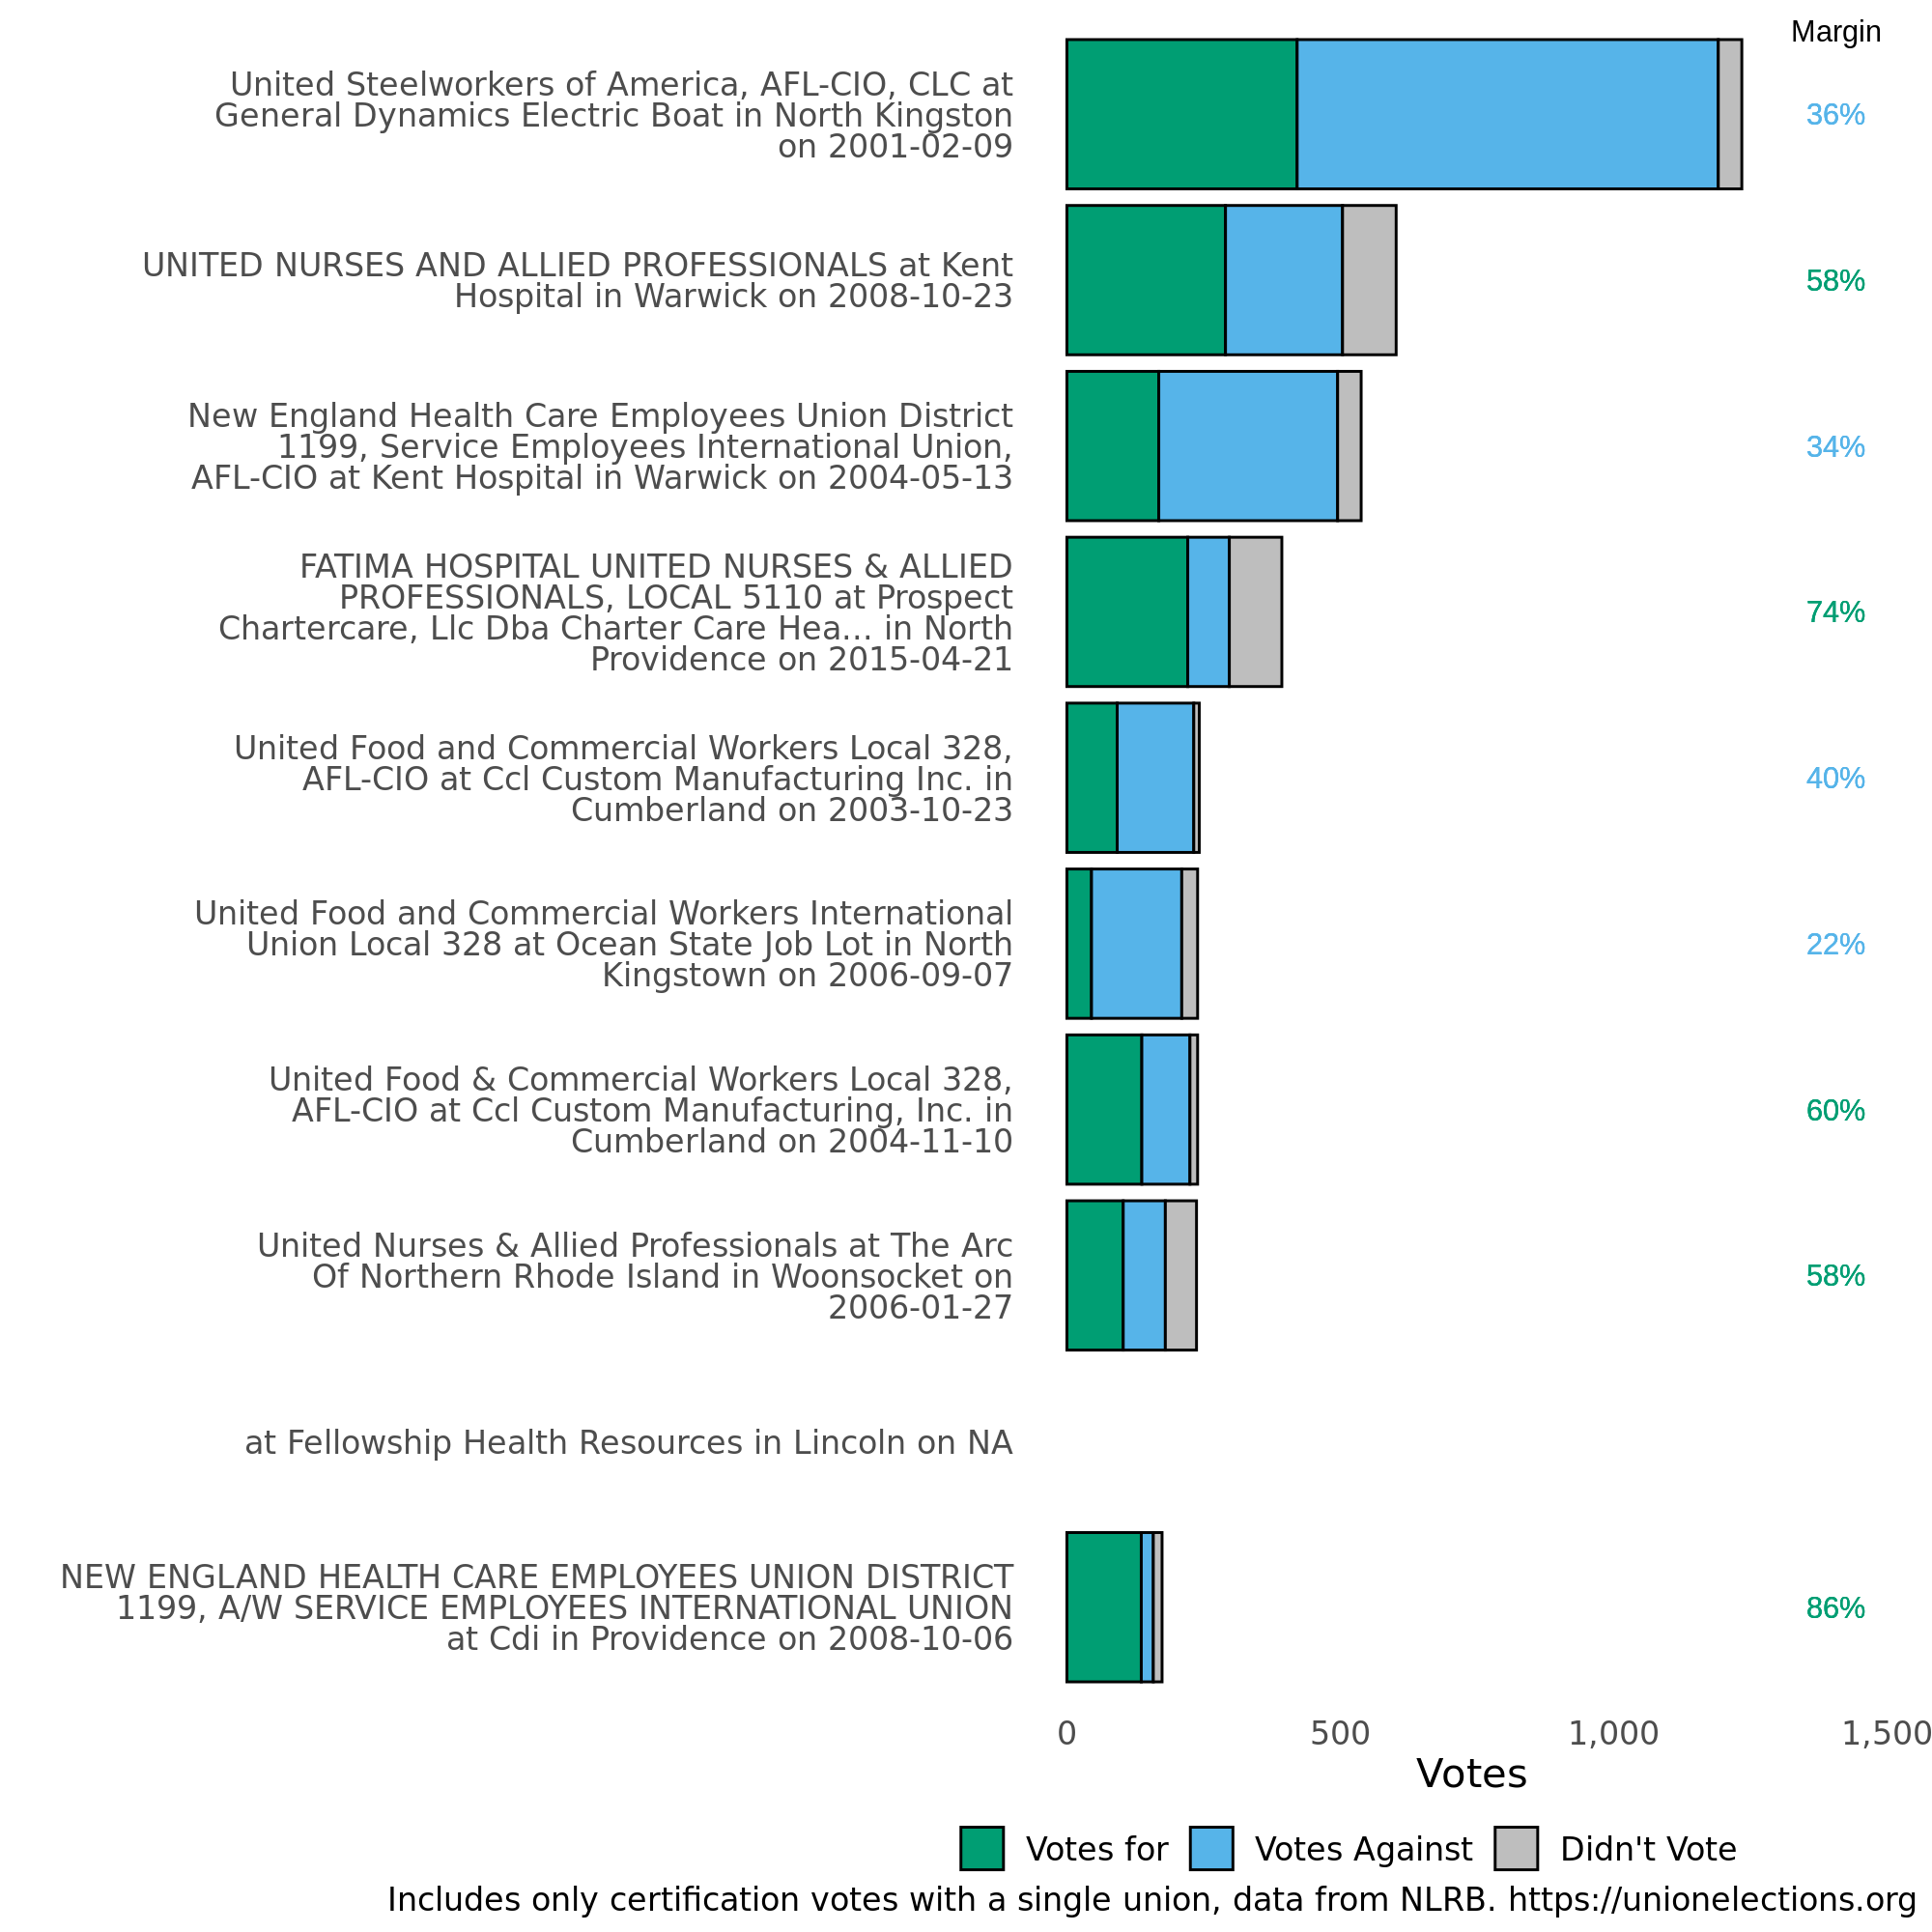 Margin
United Steelworkers of America, AFL-CIO, CLC at
General Dynamics Electric Boat in North Kingston
on 2001-02-09
36%
UNITED NURSES AND ALLIED PROFESSIONALS at Kent
Hospital in Warwick on 2008-10-23
58%
New England Health Care Employees Union District
1199, Service Employees International Union,
AFL-CIO at Kent Hospital in Warwick on 2004-05-13
34%
FATIMA HOSPITAL UNITED NURSES & ALLIED
PROFESSIONALS, LOCAL 5110 at Prospect
Chartercare, Llc Dba Charter Care Hea... in North
Providence on 2015-04-21
74%
United Food and Commercial Workers Local 328,
AFL-CIO at Ccl Custom Manufacturing Inc. in
Cumberland on 2003-10-23
40%
United Food and Commercial Workers International
Union Local 328 at Ocean State Job Lot in North
Kingstown on 2006-09-07
22%
United Food & Commercial Workers Local 328,
AFL-CIO at Ccl Custom Manufacturing, Inc. in
Cumberland on 2004-11-10
60%
United Nurses & Allied Professionals at The Arc
Of Northern Rhode Island in Woonsocket on
2006-01-27
58%
at Fellowship Health Resources in Lincoln on NA
NEW ENGLAND HEALTH CARE EMPLOYEES UNION DISTRICT
1199, A/W SERVICE EMPLOYEES INTERNATIONAL UNION
at Cdi in Providence on 2008-10-06
86%
0 500 1,000 1,500
Votes
Votes for Votes Against Didn't Vote
Includes only certification votes with a single union, data from NLRB. https://unionelections.org